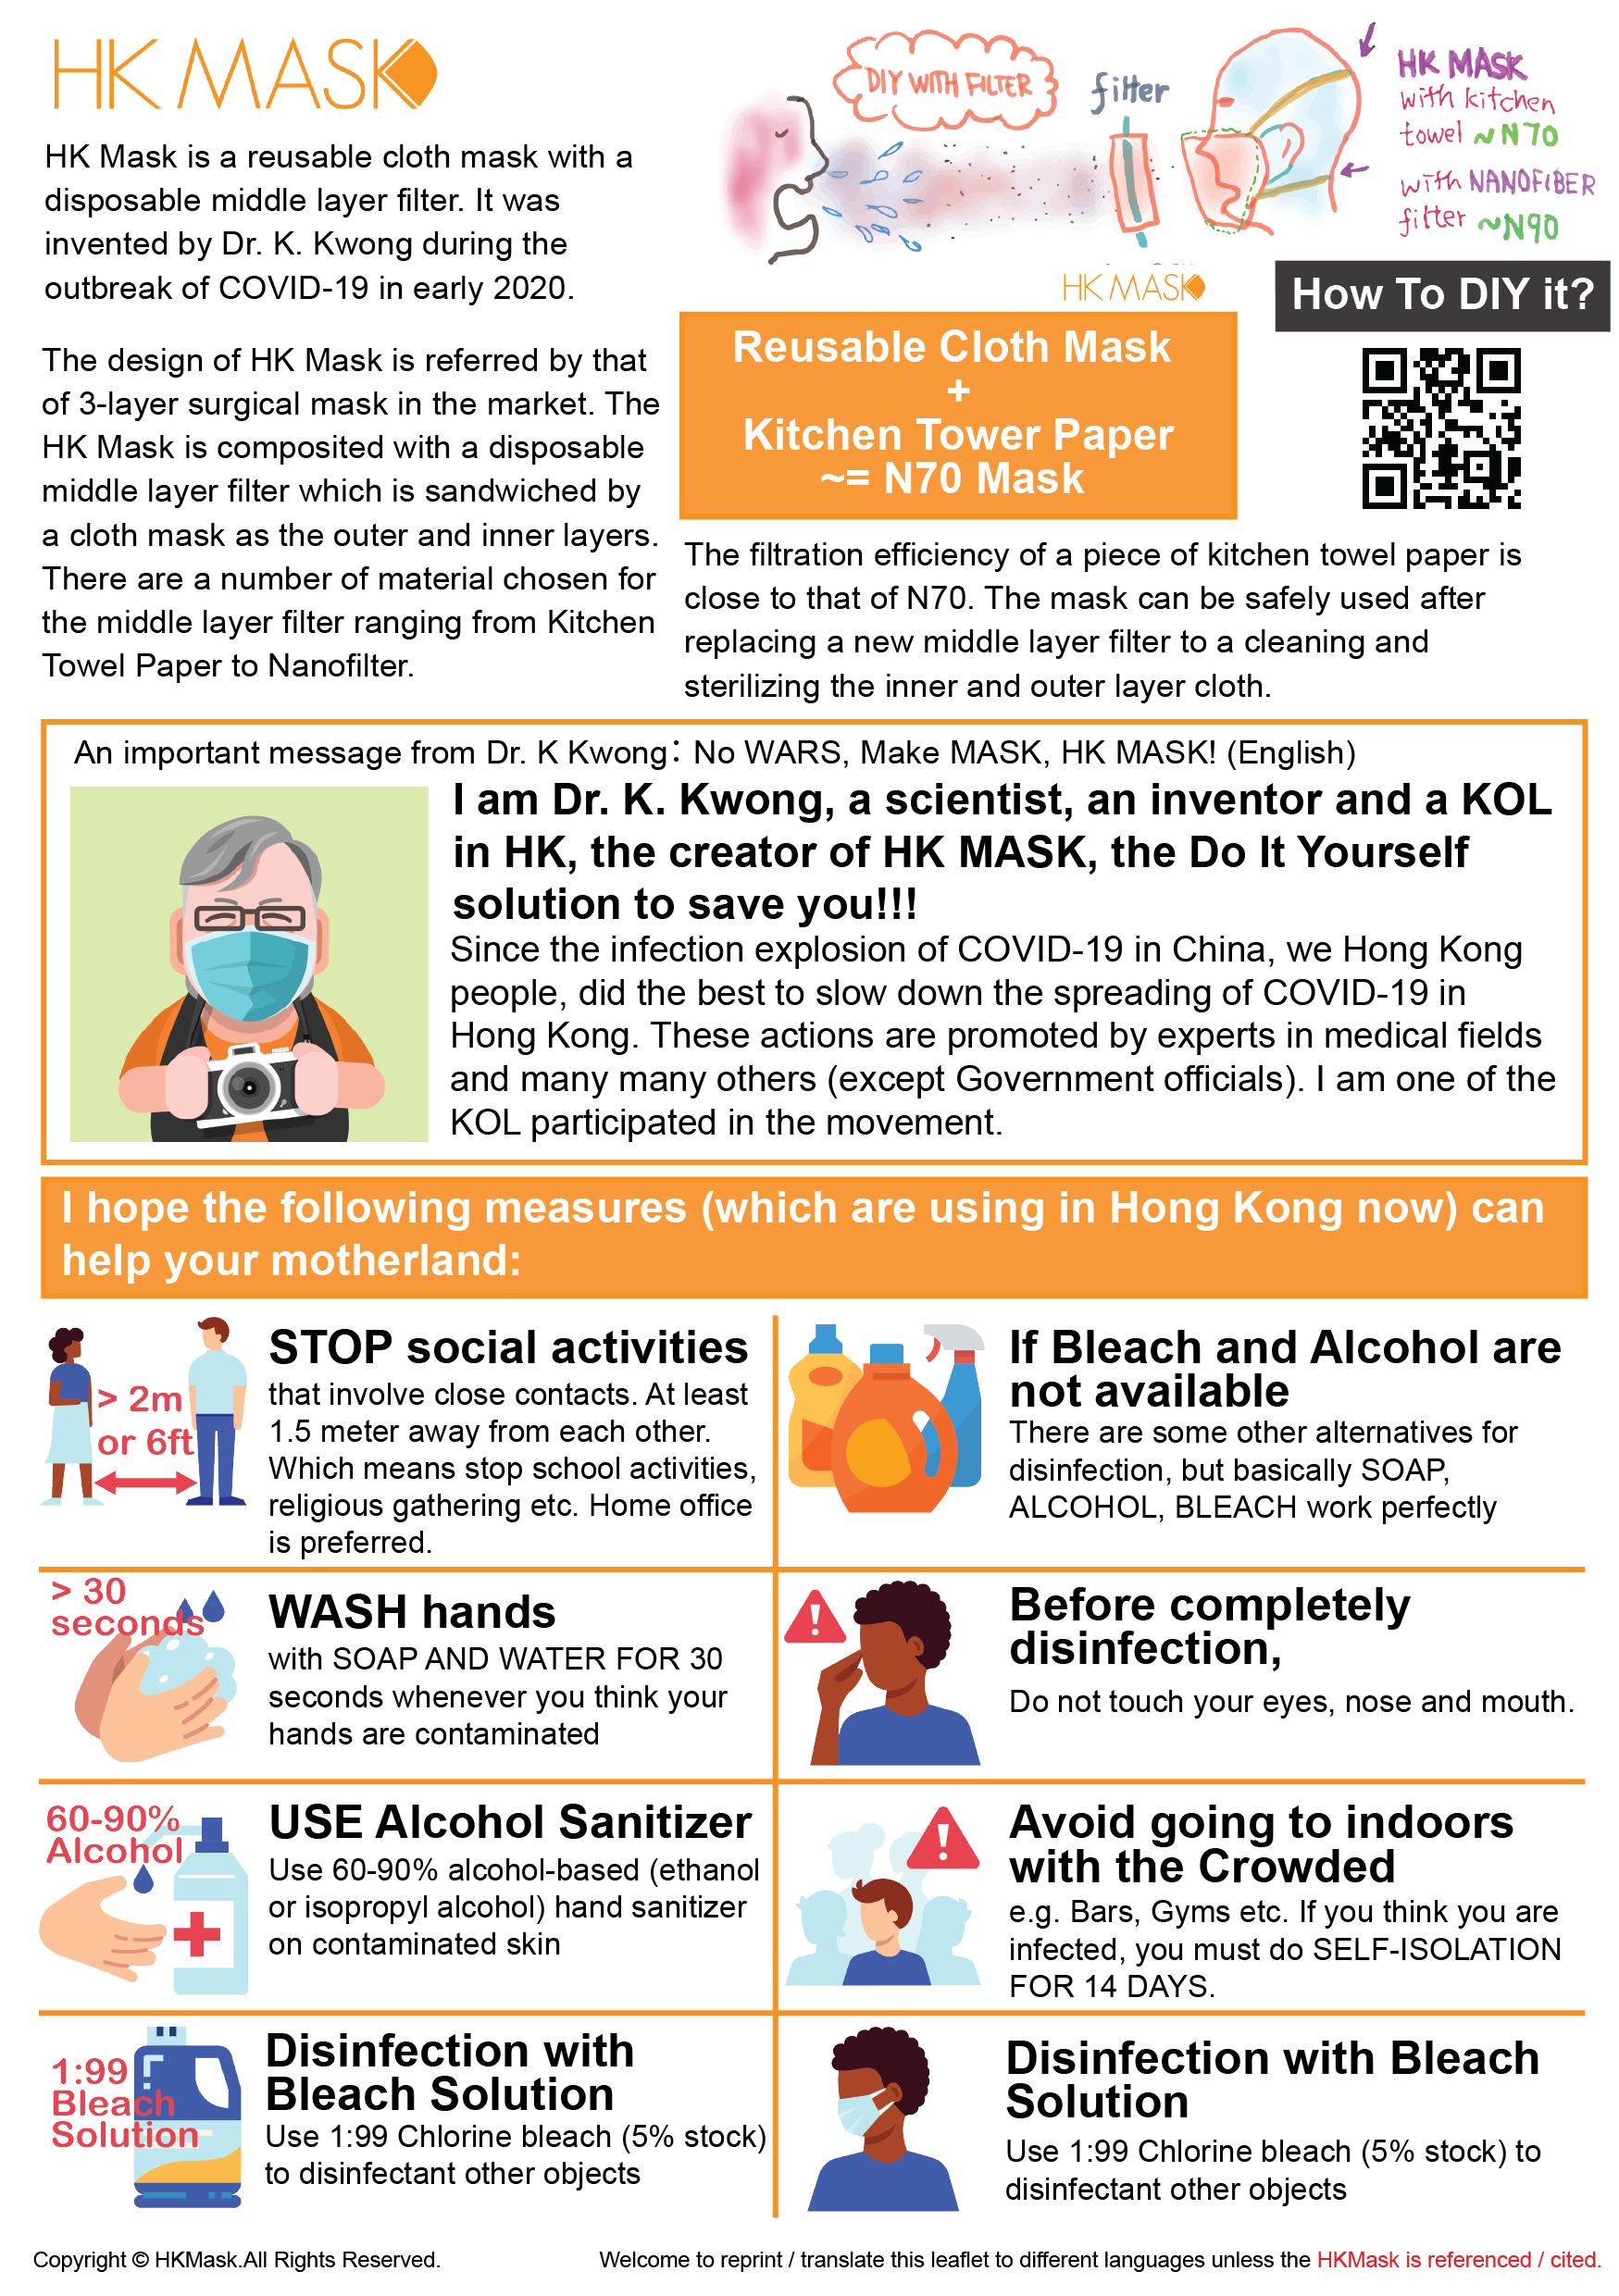 HK MASK
HK Mask is a reusable cloth mask with a
disposable middle layer filter. It was
invented by Dr. K. Kwong during the
outbreak of COVID-19 in early 2020.
The design of HK Mask is referred by that
of 3-layer surgical mask in the market. The
HK Mask is composited with a disposable
middle layer filter which is sandwiched by
a cloth mask as the outer and inner layers.
There are a number of material chosen for
the middle layer filter ranging from Kitchen
Towel Paper to Nanofilter.
DIY WITH FILTER
filter
HK MASK
with kitchen
towel ~N70
with NANOFIBER
filter ~N90
HK MASK
How To DIY it?
Reusable Cloth Mask
+
Kitchen Tower Paper
~= N70 Mask
The filtration efficiency of a piece of kitchen towel paper is
close to that of N70. The mask can be safely used after
replacing a new middle layer filter to a cleaning and
sterilizing the inner and outer layer cloth.
An important message from Dr. K Kwong：No WARS, Make MASK, HK MASK! (English)
I am Dr. K. Kwong, a scientist, an inventor and a KOL
in HK, the creator of HK MASK, the Do It Yourself
solution to save you!!!
Since the infection explosion of COVID-19 in China, we Hong Kong
people, did the best to slow down the spreading of COVID-19 in
Hong Kong. These actions are promoted by experts in medical fields
and many many others (except Government officials). I am one of the
KOL participated in the movement.
I hope the following measures (which are using in Hong Kong now) can
help your motherland:
> 2m
or 6ft
STOP social activities
that involve close contacts. At least
1.5 meter away from each other.
Which means stop school activities,
religious gathering etc. Home office
is preferred.
If Bleach and Alcohol are
not available
There are some other alternatives for
disinfection, but basically SOAP,
ALCOHOL, BLEACH work perfectly
> 30
seconds
WASH hands
with SOAP AND WATER FOR 30
seconds whenever you think your
hands are contaminated
Before completely
disinfection,
Do not touch your eyes, nose and mouth.
60-90%
Alcohol
USE Alcohol Sanitizer
Use 60-90% alcohol-based (ethanol
or isopropyl alcohol) hand sanitizer
on contaminated skin
Avoid going to indoors
with the Crowded
e.g. Bars, Gyms etc. If you think you are
infected, you must do SELF-ISOLATION
FOR 14 DAYS.
1:99
Bleach
Solution
Disinfection with
Bleach Solution
Use 1:99 Chlorine bleach (5% stock)
to disinfectant other objects
Disinfection with Bleach
Solution
Use 1:99 Chlorine bleach (5% stock) to
disinfectant other objects
Copyright © HKMask.All Rights Reserved.
Welcome to reprint / translate this leaflet to different languages unless the HKMask is referenced / cited.